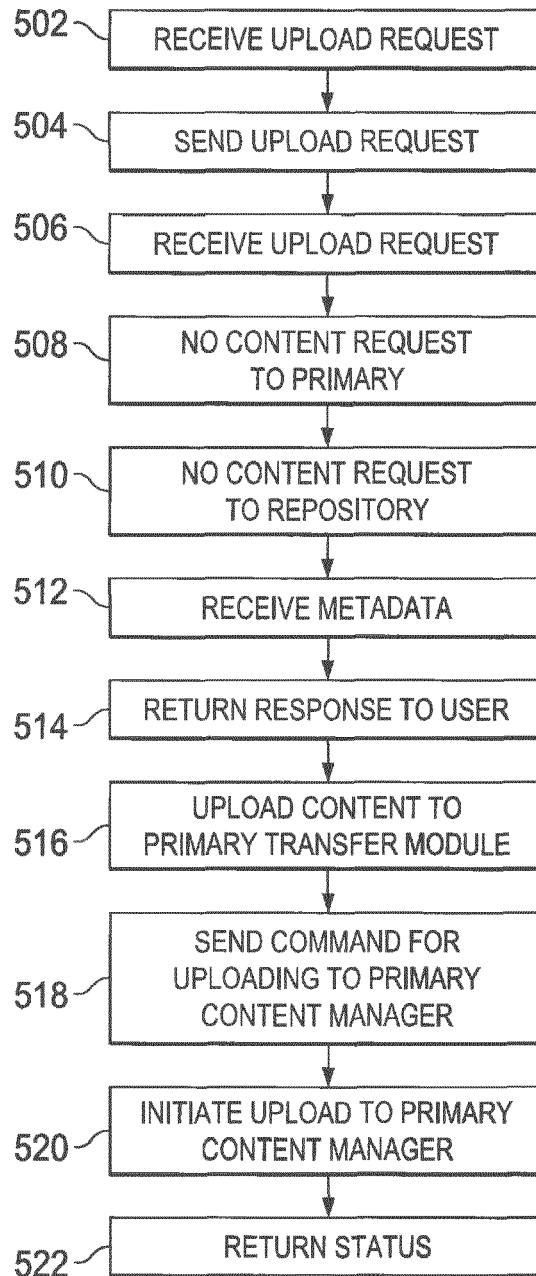 502
RECEIVE UPLOAD REQUEST
504
SEND UPLOAD REQUEST
506
RECEIVE UPLOAD REQUEST
508
NO CONTENT REQUEST
TO PRIMARY
510
NO CONTENT REQUEST
TO REPOSITORY
512
RECEIVE METADATA
514
RETURN RESPONSE TO USER
516
UPLOAD CONTENT TO
PRIMARY TRANSFER MODULE
518
SEND COMMAND FOR
UPLOADING TO PRIMARY
CONTENT MANAGER
520
INITIATE UPLOAD TO PRIMARY
CONTENT MANAGER
522
RETURN STATUS